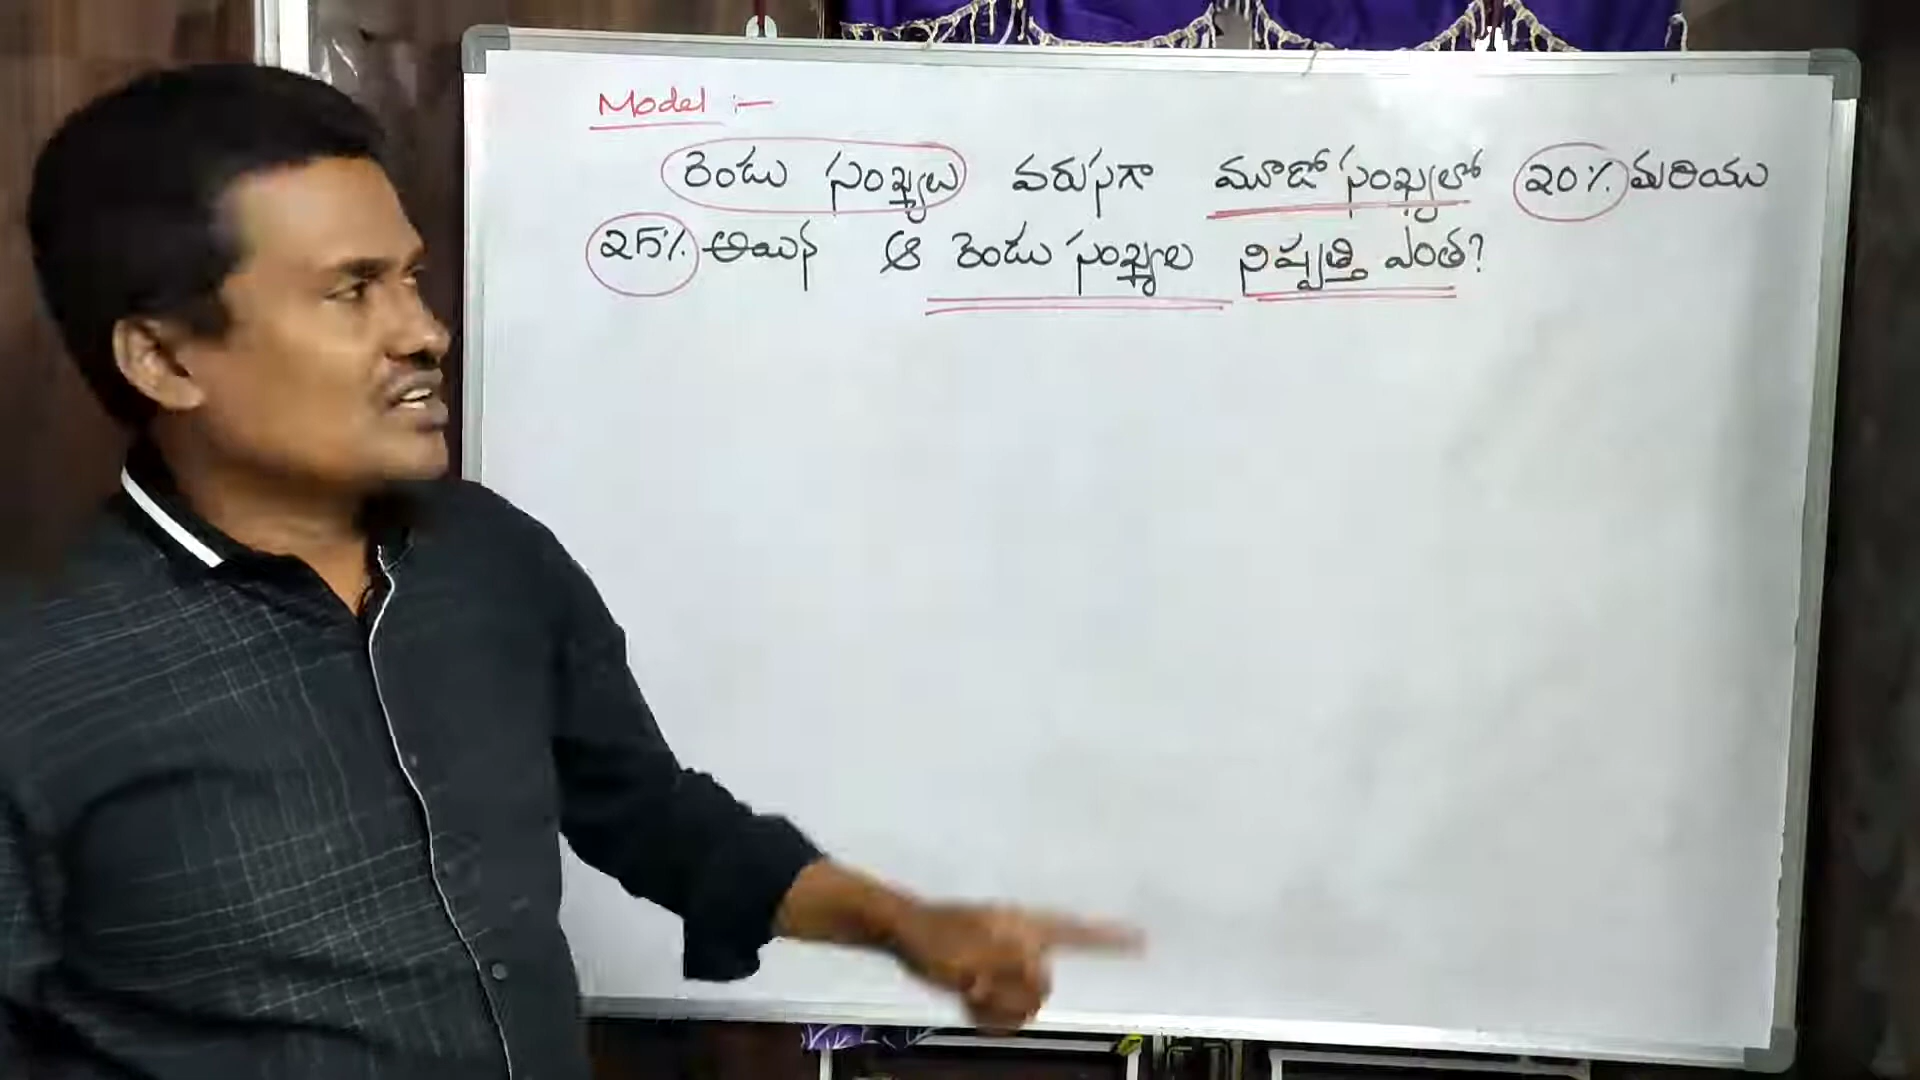 Model :-
రెండు సంఖ్యలు వరుసగా మూడో సంఖ్యలో 20% మరియు
25% అయిన ఆ రెండు సంఖ్యల నిష్పత్తి ఎంత?